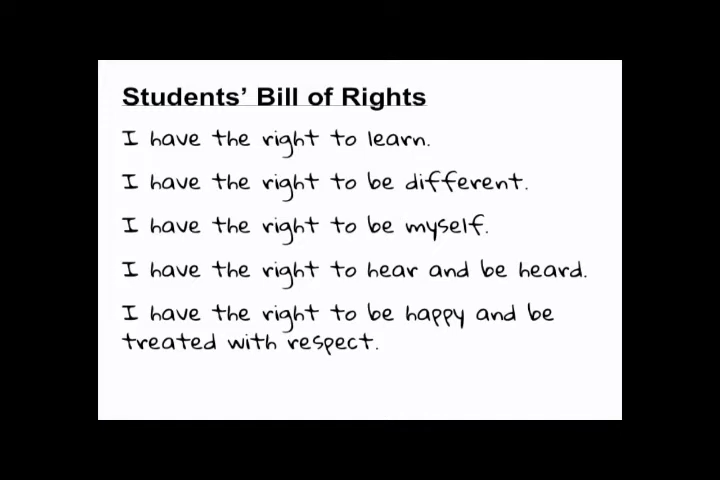 Students’ Bill of Rights
I have the right to learn.
I have the right to be different.
I have the right to be myself.
I have the right to hear and be heard.
I have the right to be happy and be
treated with respect.